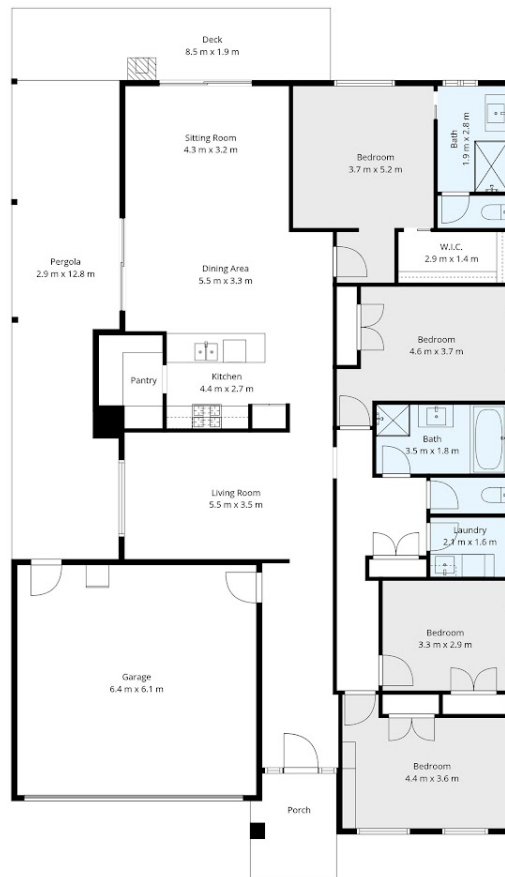 Deck
8.5 m x 1.9 m
Sitting Room
4.3 m x 3.2 m
Bedroom
3.7 m x 5.2 m
Bath
1.9 m x 2.8 m
W.I.C.
2.9 m x 1.4 m
Pergola
2.9 m x 12.8 m
Dining Area
5.5 m x 3.3 m
Bedroom
4.6 m x 3.7 m
Kitchen
4.4 m x 2.7 m
Pantry
Bath
3.5 m x 1.8 m
Living Room
5.5 m x 3.5 m
Laundry
2.1 m x 1.6 m
Bedroom
3.3 m x 2.9 m
Garage
6.4 m x 6.1 m
Bedroom
4.4 m x 3.6 m
Porch